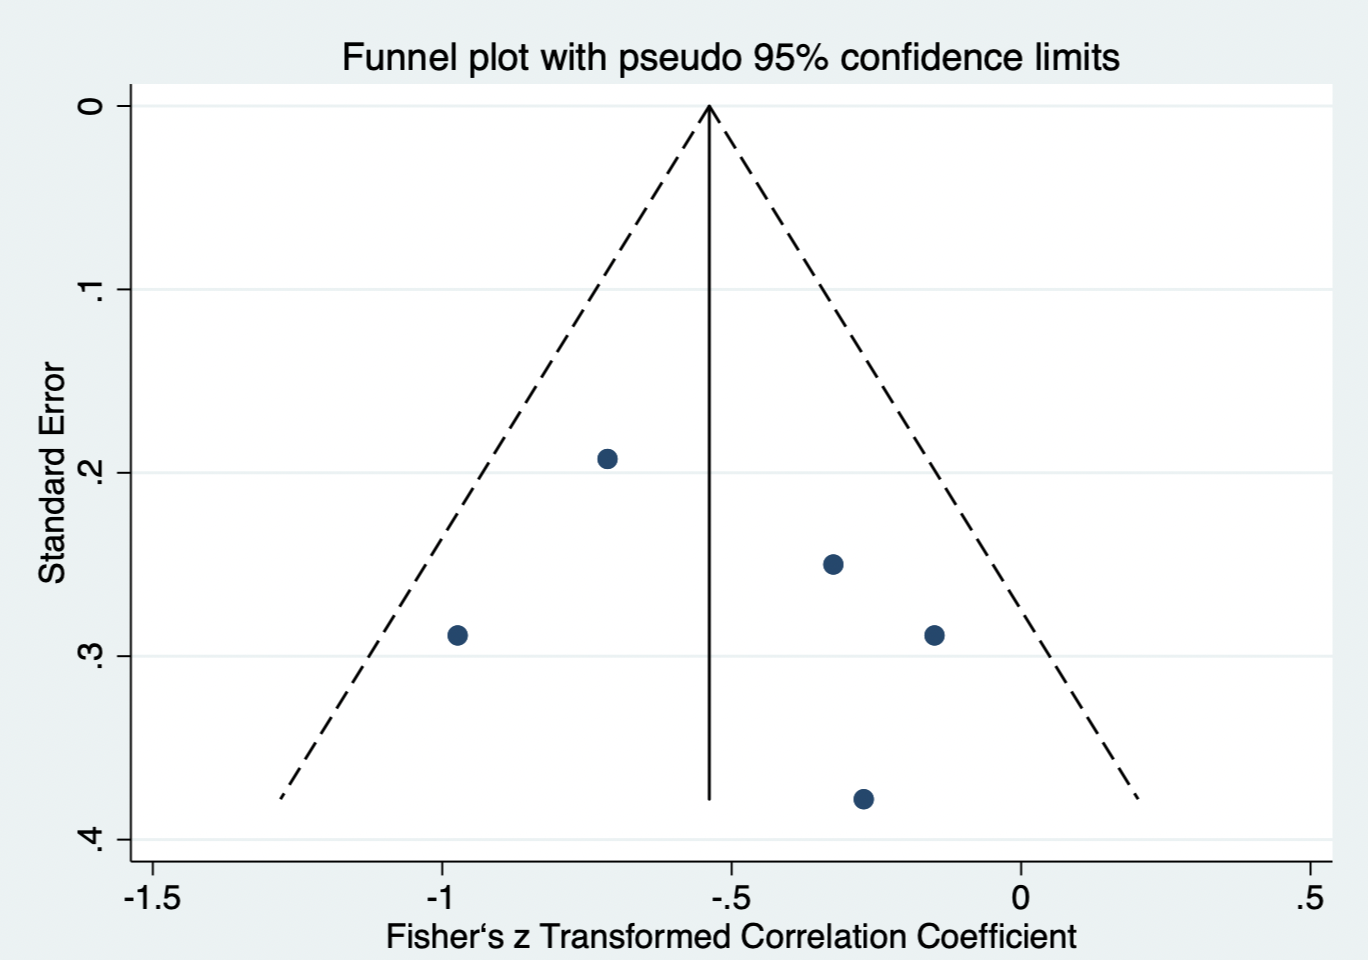 Funnel plot with pseudo 95% confidence limits
0
.1
.2
.3
.4
Standard Error
-1.5 -1 -.5 0 .5
Fisher‘s z Transformed Correlation Coefficient